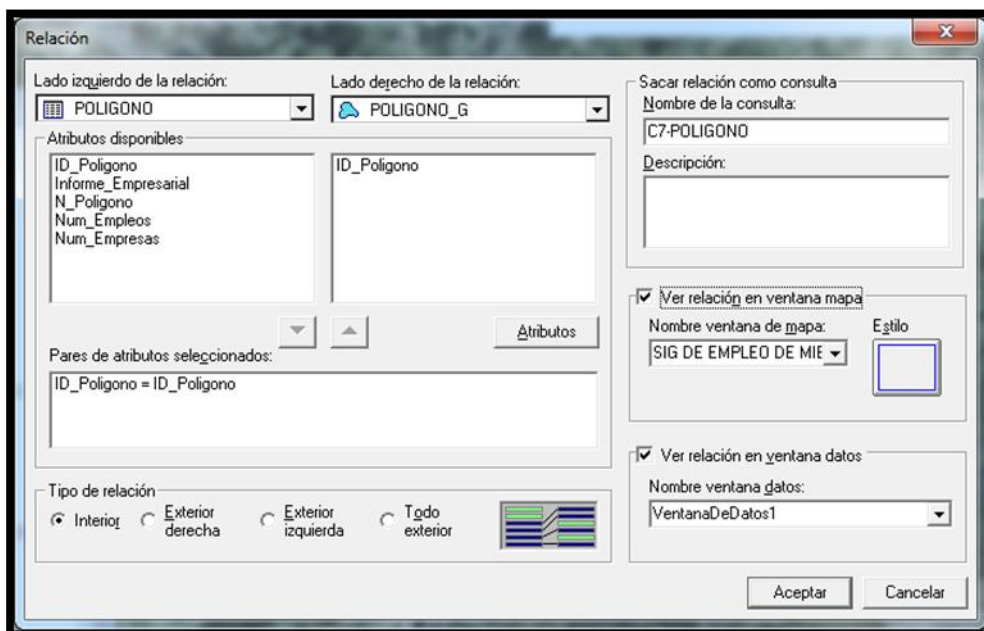 Relación
Lado izquierdo de la relación:
POLIGONO
Lado derecho de la relación:
POLIGONO_G
Atributos disponibles
ID_Poligono
Informe_Empresarial
N_Poligono
Num_Empleos
Num_Empresas
ID_Poligono
Atributos
Pares de atributos seleccionados:
ID_Poligono = ID_Poligono
Tipo de relación
Interior
Exterior
derecha
Exterior
izquierda
Todo
exterior
Sacar relación como consulta
Nombre de la consulta:
C7-POLIGONO
Descripción:
Ver relación en ventana mapa
Nombre ventana de mapa:
SIG DE EMPLEO DE MIE
Estilo
Ver relación en ventana datos
Nombre ventana datos:
VentanaDeDatos1
Aceptar
Cancelar